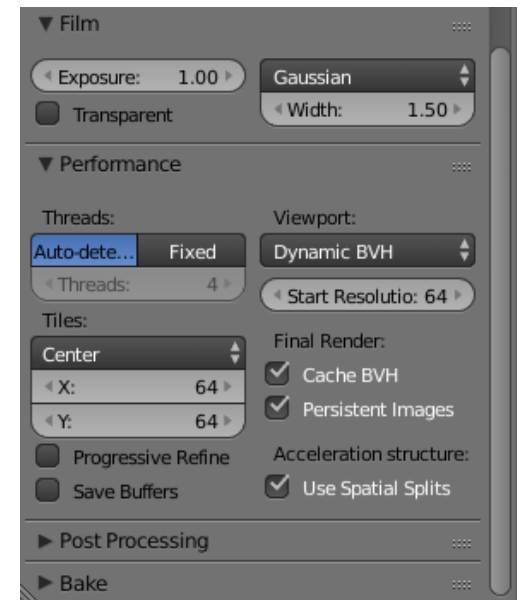 Film
Exposure: 1.00
Gaussian
Transparent
Width: 1.50
Performance
Threads:
Viewport:
Auto-dete... Fixed
Dynamic BVH
Threads: 4
Start Resolutio: 64
Tiles:
Final Render:
Center
Cache BVH
X: 64
Persistent Images
Y: 64
Progressive Refine
Acceleration structure:
Save Buffers
Use Spatial Splits
Post Processing
Bake